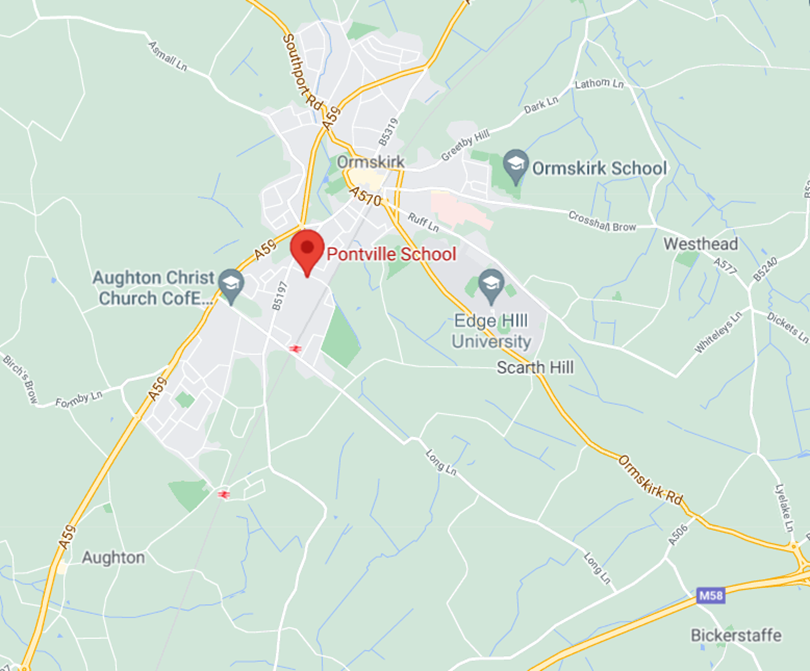 Asmall Ln
Southport Rd
A59
B5319
Lathom Ln
Dark Ln
Greetby Hill
Ormskirk
Ormskirk School
A570
Ruff Ln
Crosshall Brow
A59
Pontville School
Westhead
A577
B5240
Aughton Christ
Church CofE...
B5197
Edge Hill
University
Whiteleys Ln
Dickets Ln
Scarth Hill
Birch's Brow
Formby Ln
A59
Long Ln
Ormskirk Rd
Lyelake Ln
A506
A59
Aughton
Long Ln
M58
Bickerstaffe